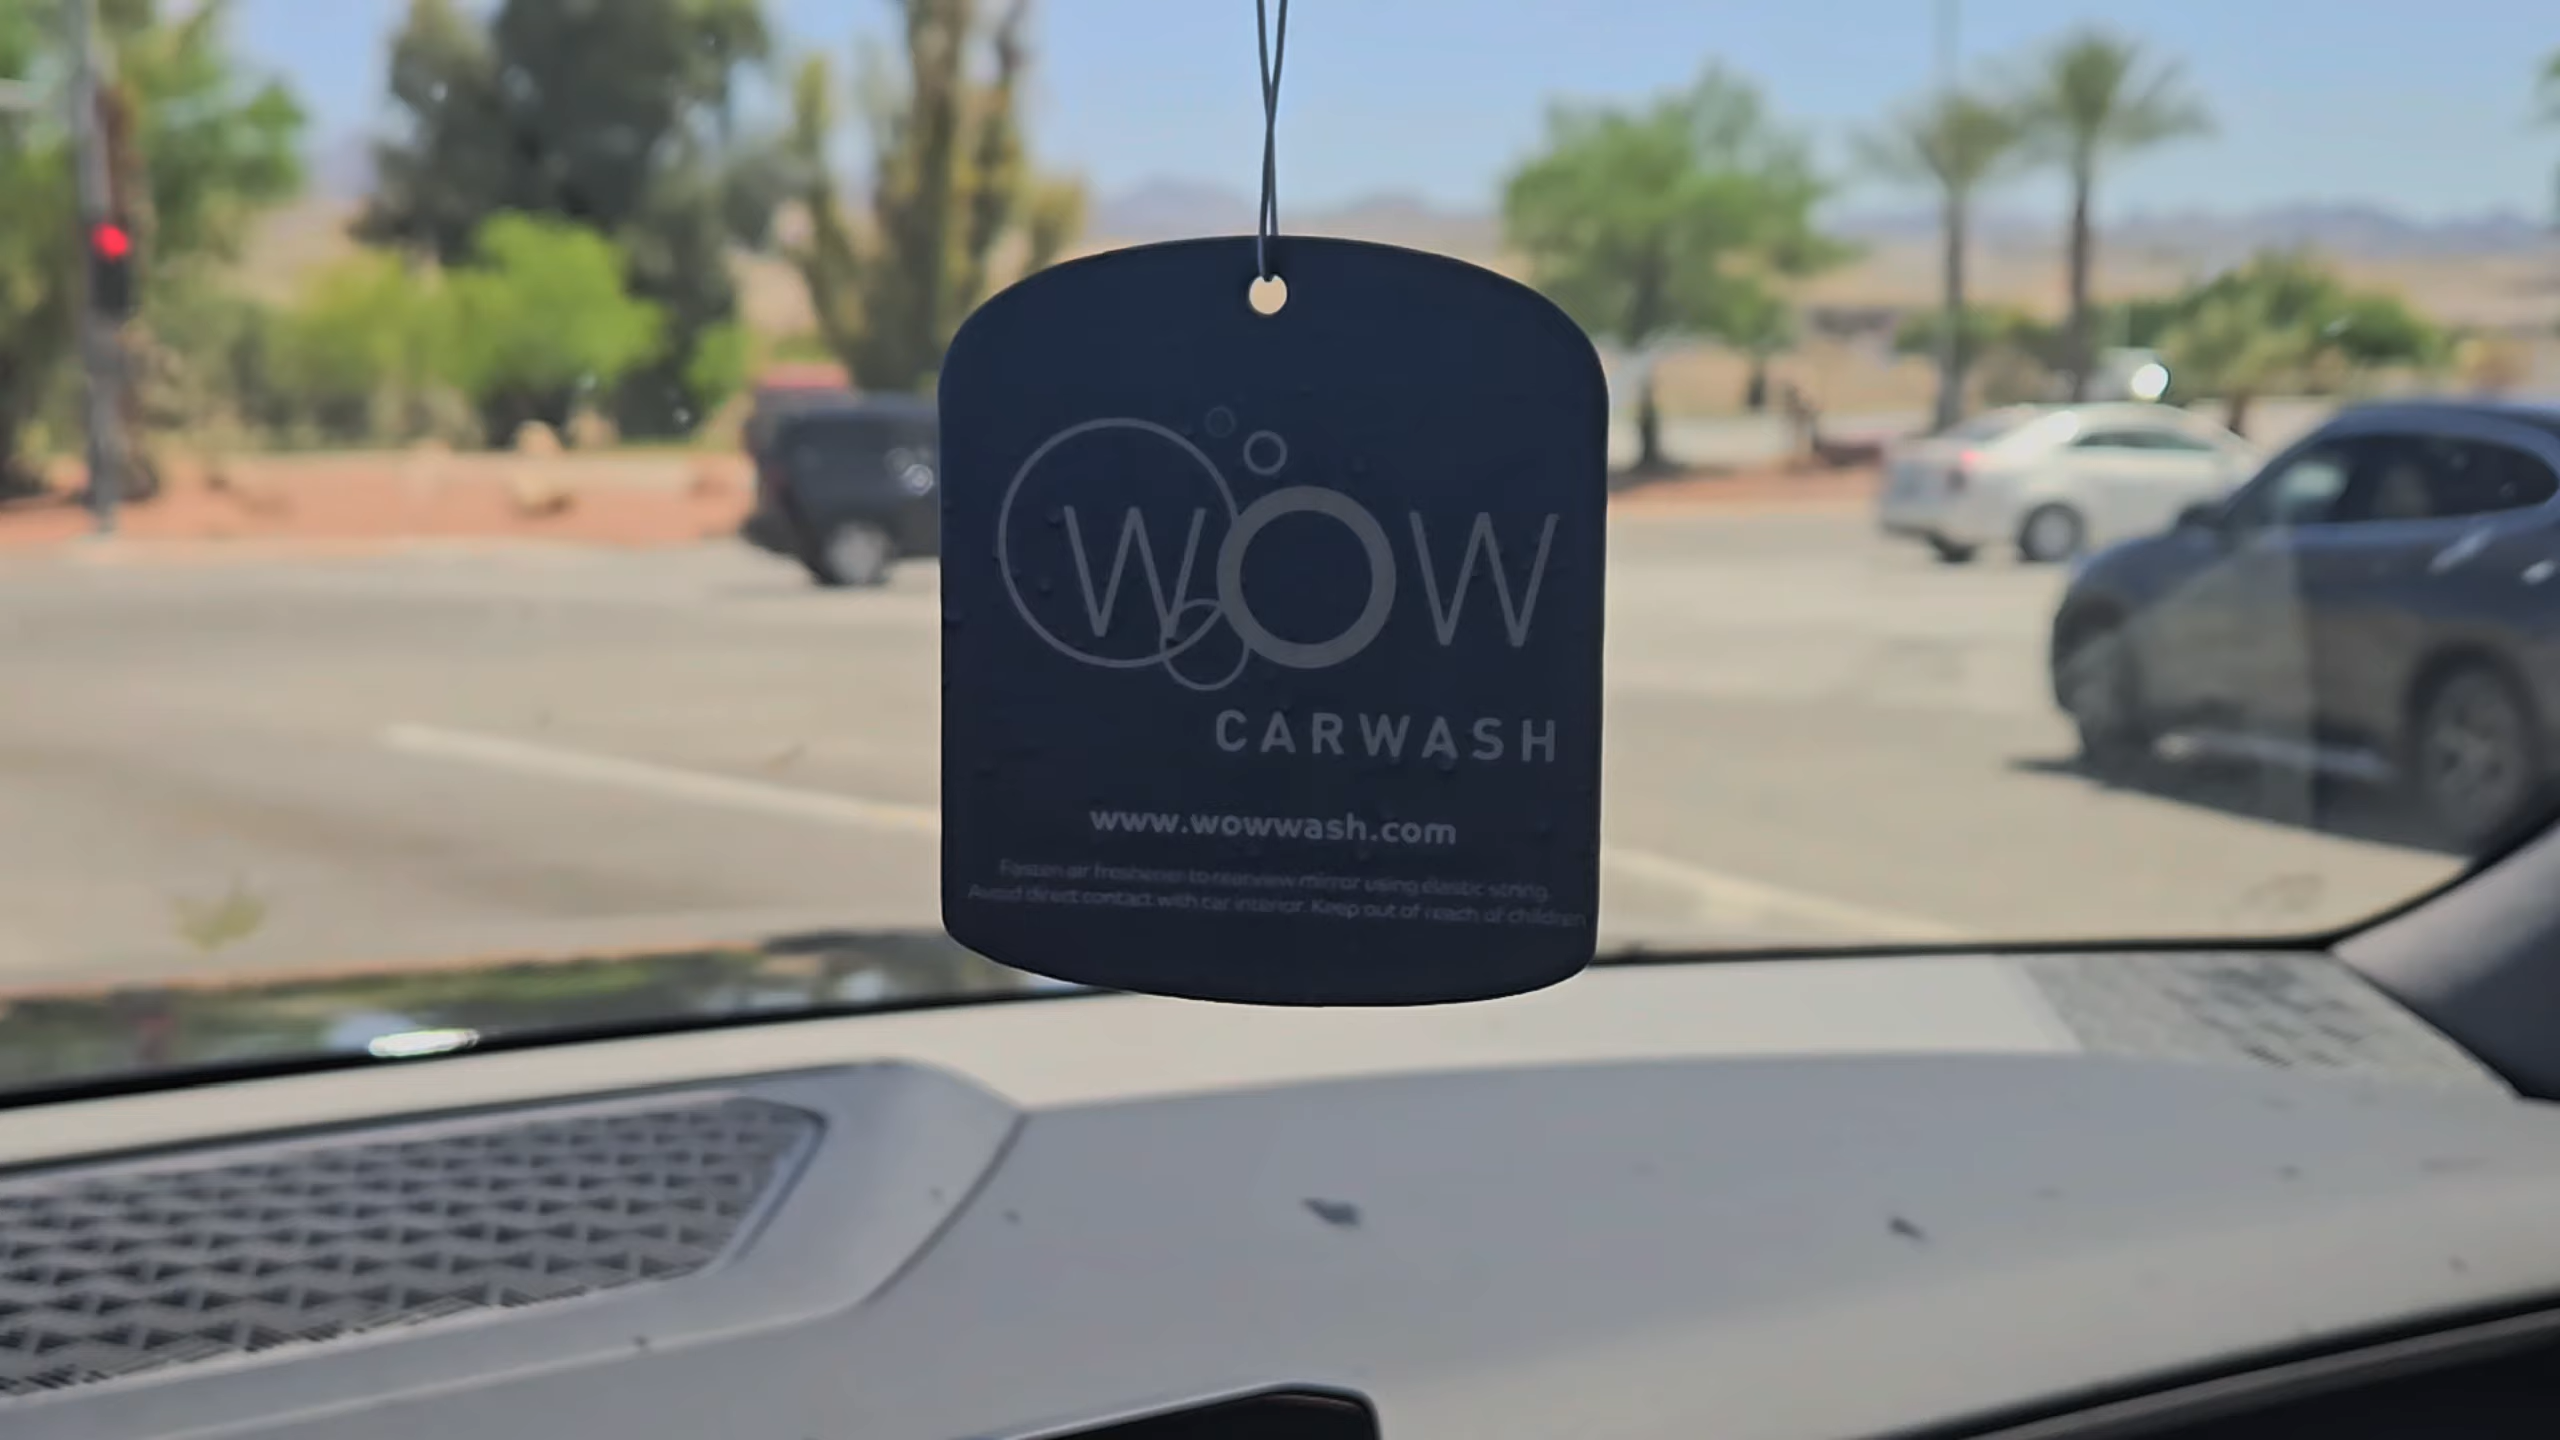 WOW
CARWASH
www.wowwash.com
Fasten air freshener to rearview mirror using elastic string.
Avoid direct contact with car interior. Keep out of reach of children